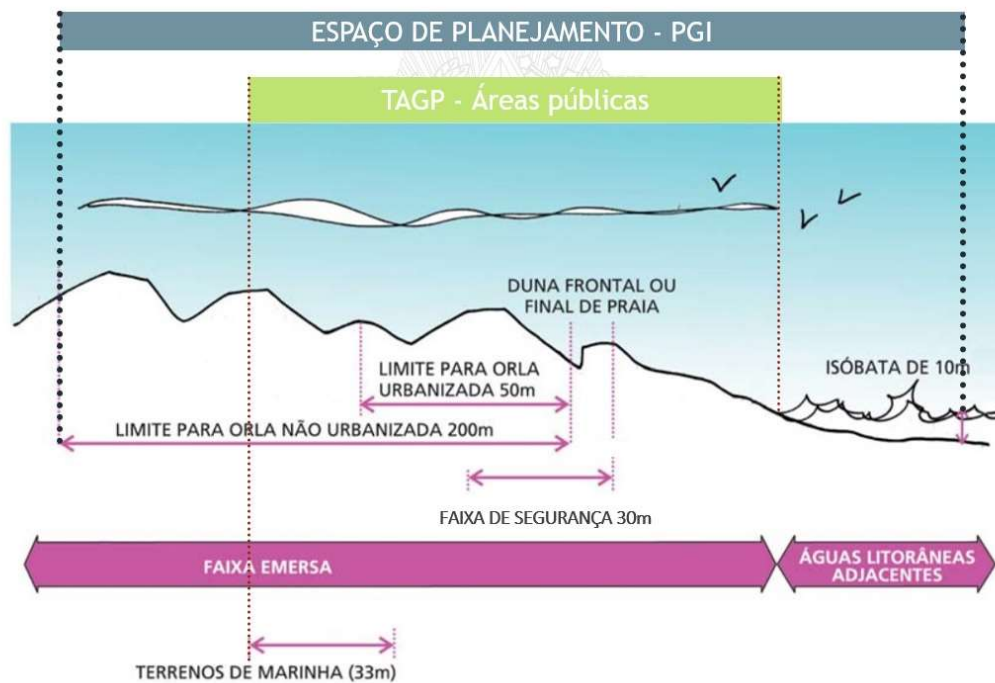 ESPAÇO DE PLANEJAMENTO - PGI
TAGP - Áreas públicas
DUNA FRONTAL OU
FINAL DE PRAIA
LIMITE PARA ORLA
URBANIZADA 50m
ISÓBATA DE 10m
LIMITE PARA ORLA NÃO URBANIZADA 200m
FAIXA DE SEGURANÇA 30m
FAIXA EMERSA
ÁGUAS LITORÂNEAS
ADJACENTES
TERRENOS DE MARINHA (33m)